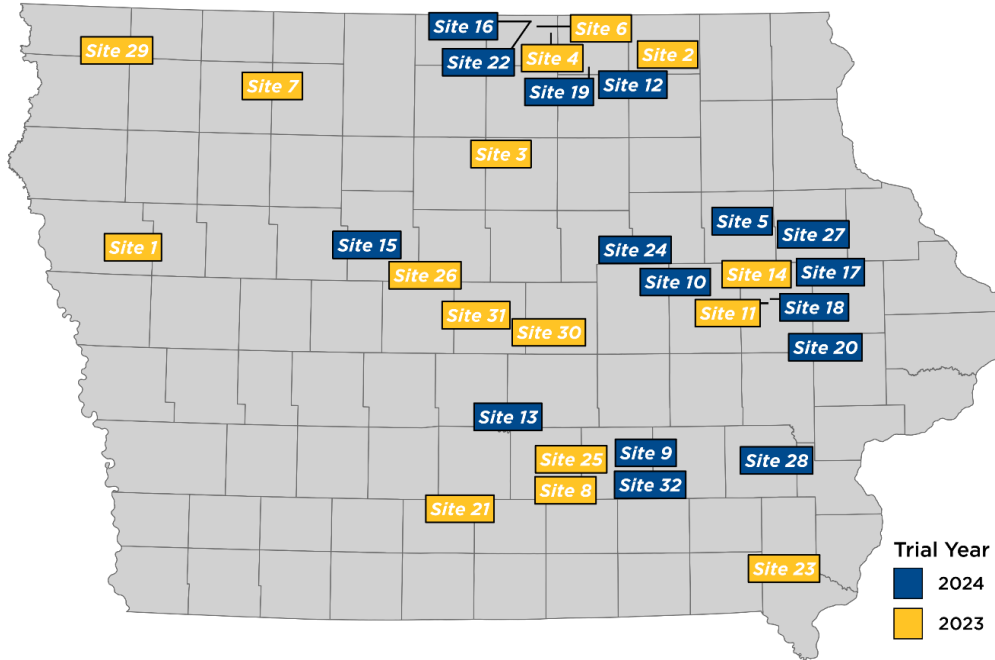 Site 16
Site 6
Site 29
Site 22
Site 4
Site 2
Site 7
Site 19
Site 12
Site 3
Site 5
Site 27
Site 1
Site 15
Site 24
Site 26
Site 10
Site 14
Site 17
Site 31
Site 11
Site 18
Site 30
Site 20
Site 13
Site 25
Site 9
Site 28
Site 8
Site 32
Site 21
Site 23
Trial Year
2024
2023